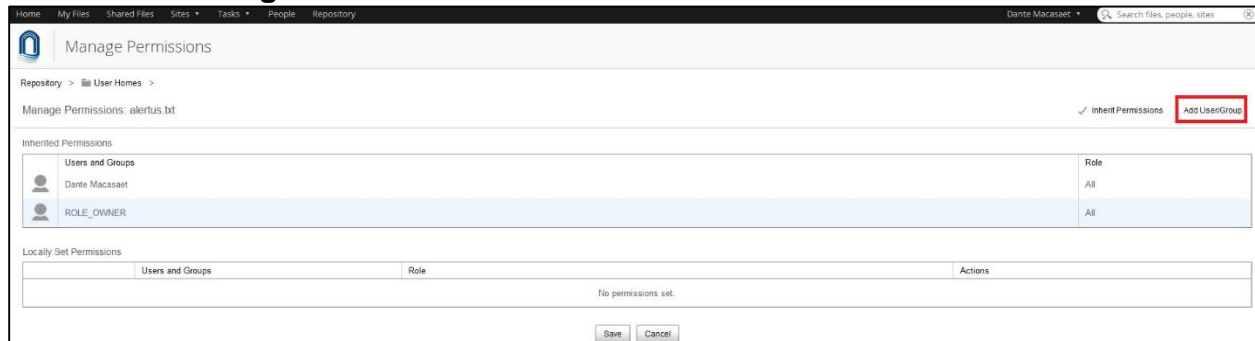 Home My Files Shared Files Sites Tasks People Repository Dante Macasaet Search files, people, sites
Manage Permissions
Repository > User Homes >
Manage Permissions: alertus.txt Inherit Permissions Add User/Group
Inherited Permissions
Users and Groups Role
Dante Macasaet All
ROLE_OWNER All
Locally Set Permissions
Users and Groups Role Actions
No permissions set.
Save Cancel